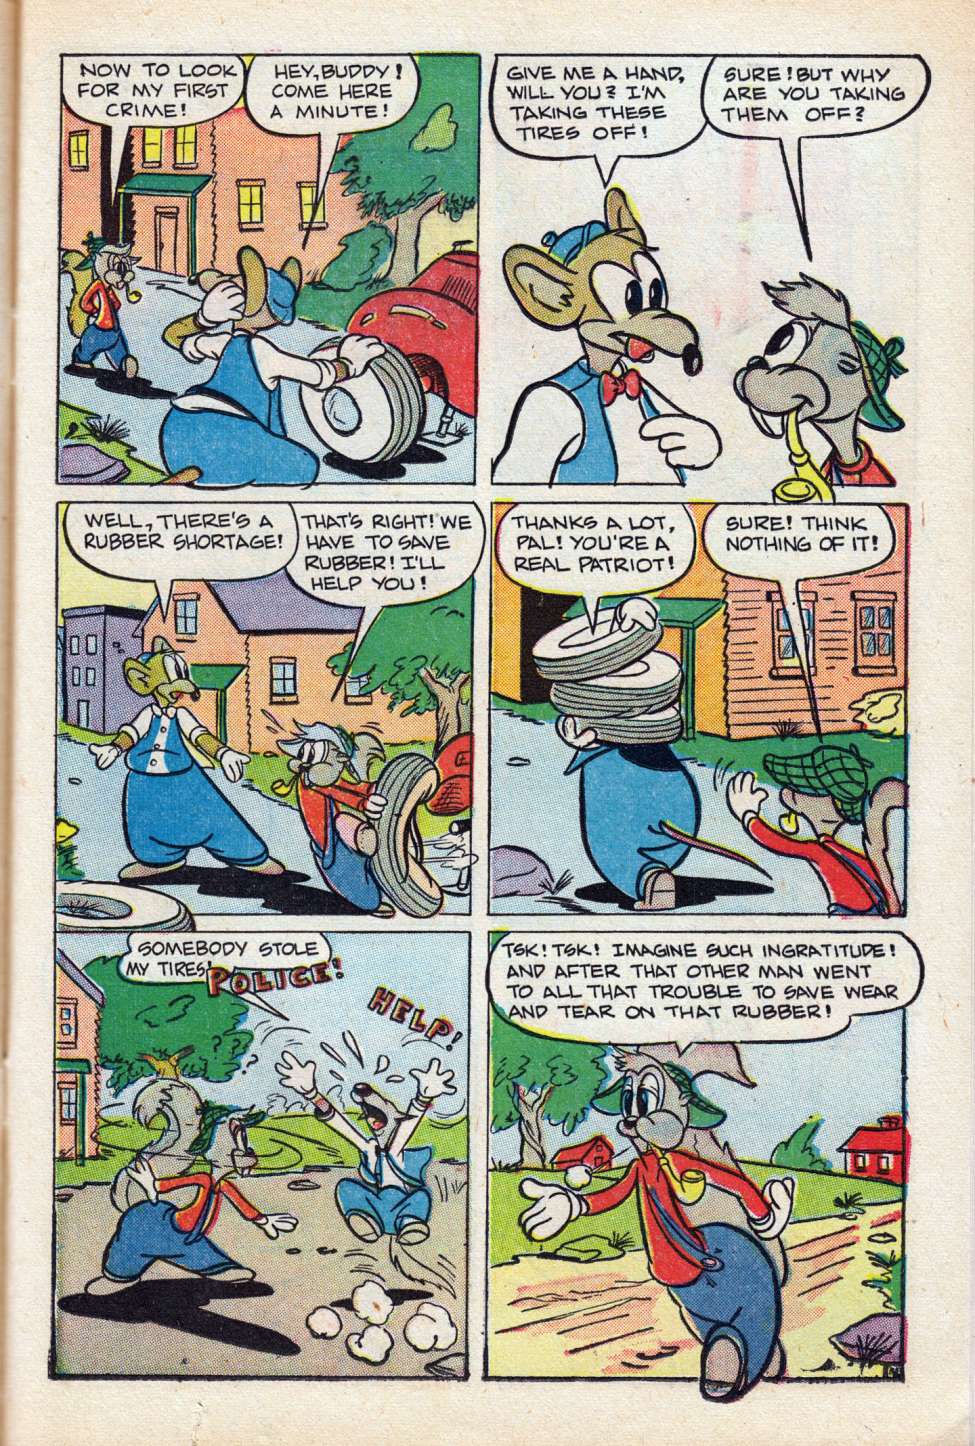 NOW TO LOOK
FOR MY FIRST
CRIME!
HEY, BUDDY!
COME HERE
A MINUTE!
GIVE ME A HAND,
WILL YOU? I'M
TAKING THESE
TIRES OFF!
SURE! BUT WHY
ARE YOU TAKING
THEM OFF?
WELL, THERE'S A
RUBBER SHORTAGE!
THAT'S RIGHT! WE
HAVE TO SAVE
RUBBER! I'LL
HELP YOU!
THANKS A LOT,
PAL! YOU'RE A
REAL PATRIOT!
SURE! THINK
NOTHING OF IT!
SOMEBODY STOLE
MY TIRES!
POLICE!
HELP!
? ? ? ?
TSK! TSK! IMAGINE SUCH INGRATITUDE!
AND AFTER THAT OTHER MAN WENT
TO ALL THAT TROUBLE TO SAVE WEAR
AND TEAR ON THAT RUBBER!